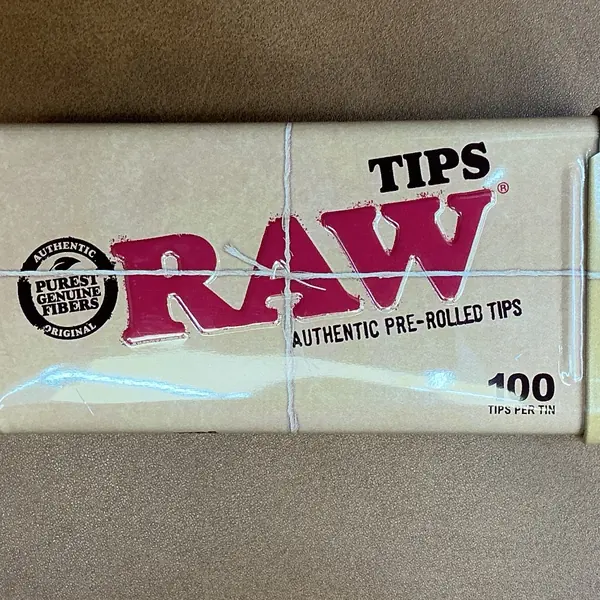 TIPS
RAW®
AUTHENTIC
PUREST
GENUINE
FIBERS
ORIGINAL
AUTHENTIC PRE-ROLLED TIPS
100
TIPS PER TIN